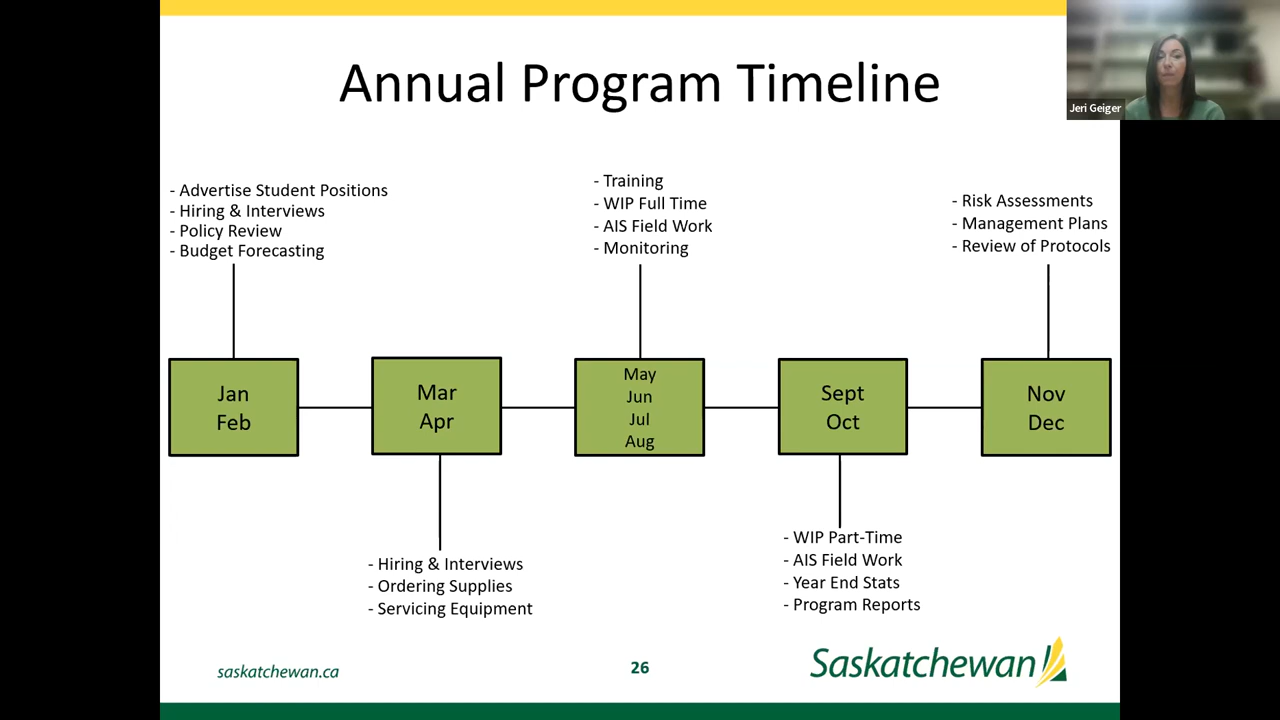 Annual Program Timeline
Jeri Geiger
- Advertise Student Positions
- Hiring & Interviews
- Policy Review
- Budget Forecasting
- Training
- WIP Full Time
- AIS Field Work
- Monitoring
- Risk Assessments
- Management Plans
- Review of Protocols
Jan
Feb
Mar
Apr
May
Jun
Jul
Aug
Sept
Oct
Nov
Dec
- Hiring & Interviews
- Ordering Supplies
- Servicing Equipment
- WIP Part-Time
- AIS Field Work
- Year End Stats
- Program Reports
saskatchewan.ca
26
Saskatchewan